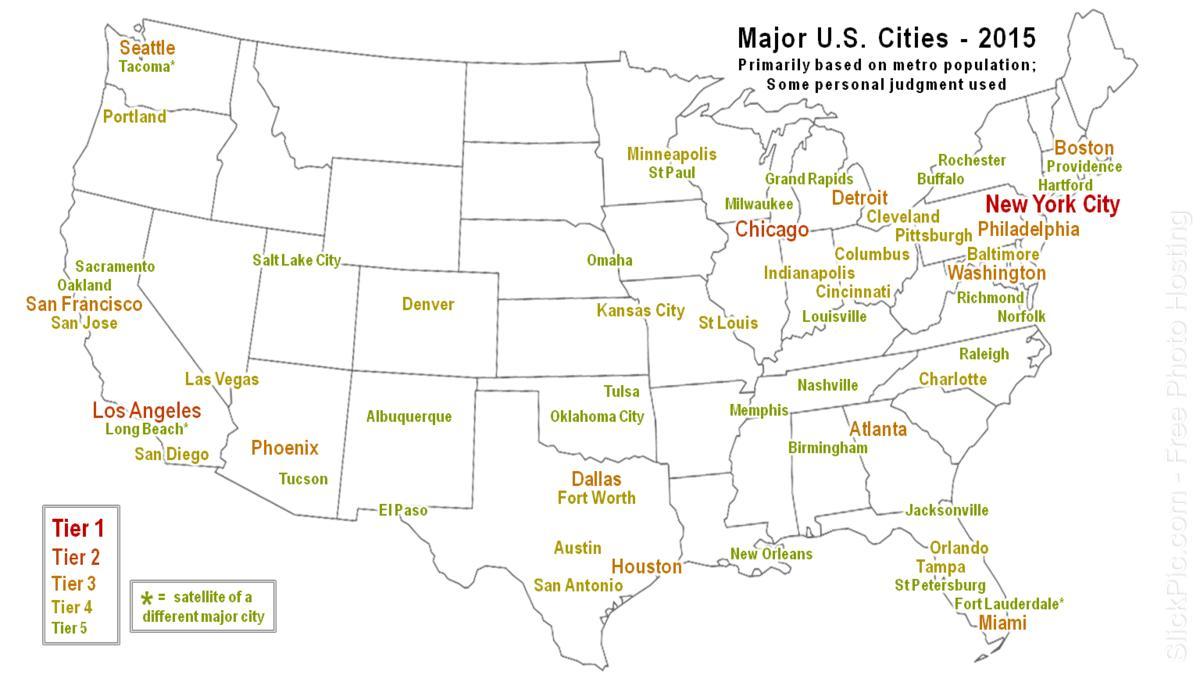 Major U.S. Cities - 2015
Primarily based on metro population;
Some personal judgment used
Seattle
Tacoma*
Portland
Minneapolis
St Paul
Grand Rapids
Milwaukee
Detroit
Chicago
Rochester
Buffalo
Boston
Providence
Hartford
New York City
Cleveland
Pittsburgh
Philadelphia
Columbus
Baltimore
Washington
Indianapolis
Cincinnati
Richmond
Norfolk
Louisville
Sacramento
Oakland
San Francisco
San Jose
Salt Lake City
Denver
Omaha
Kansas City
St Louis
Las Vegas
Los Angeles
Long Beach*
San Diego
Phoenix
Tucson
Albuquerque
El Paso
Tulsa
Oklahoma City
Raleigh
Charlotte
Nashville
Memphis
Atlanta
Birmingham
Dallas
Fort Worth
Austin
Houston
San Antonio
New Orleans
Jacksonville
Orlando
Tampa
St Petersburg
Fort Lauderdale*
Miami
Tier 1
Tier 2
Tier 3
Tier 4
Tier 5
* = satellite of a
different major city
SlickPic.com - Free Photo Hosting